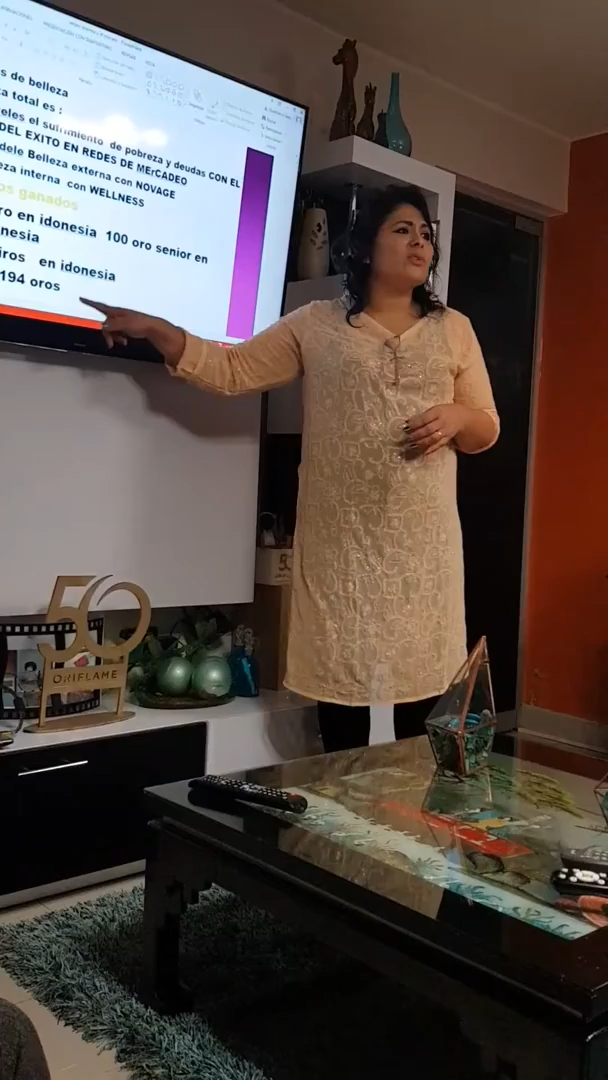 s de belleza
a total es :
eles el sufrimiento de pobreza y deudas CON EL
DEL EXITO EN REDES DE MErCADEO
dele Belleza externa con NOVAGE
eza interna con WELLNESS
os ganados
ro en idonesia 100 oro senior en
nesia
iros en idonesia
194 oros
50
ORIFLAME